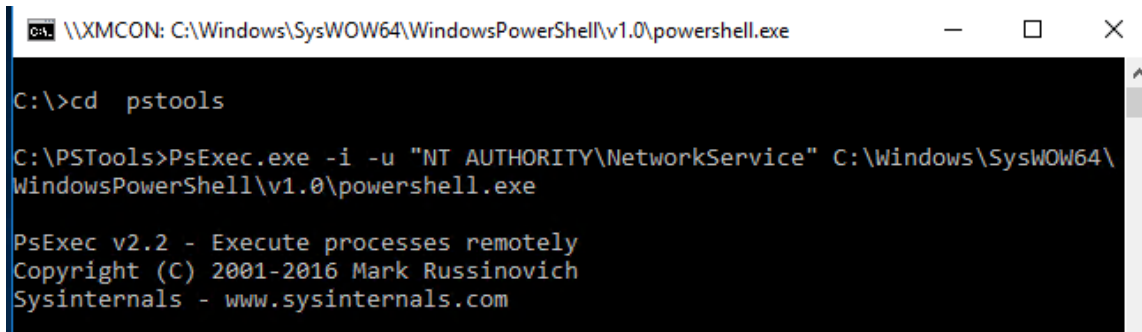 \\XMCON: C:\Windows\SysWOW64\WindowsPowerShell\v1.0\powershell.exe
C:\>cd  pstools
C:\PSTools>PsExec.exe -i -u "NT AUTHORITY\NetworkService" C:\Windows\SysWOW64\
WindowsPowerShell\v1.0\powershell.exe
PsExec v2.2 - Execute processes remotely
Copyright (C) 2001-2016 Mark Russinovich
Sysinternals - www.sysinternals.com